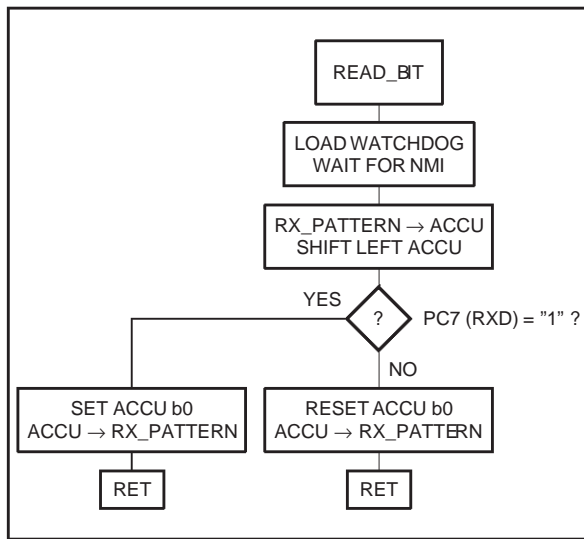 READ_BIT
LOAD WATCHDOG
WAIT FOR NMI
RX_PATTERN → ACCU
SHIFT LEFT ACCU
YES
?
PC7 (RXD) = ”1” ?
NO
SET ACCU b0
ACCU → RX_PATTERN
RESET ACCU b0
ACCU → RX_PATTERN
RET
RET